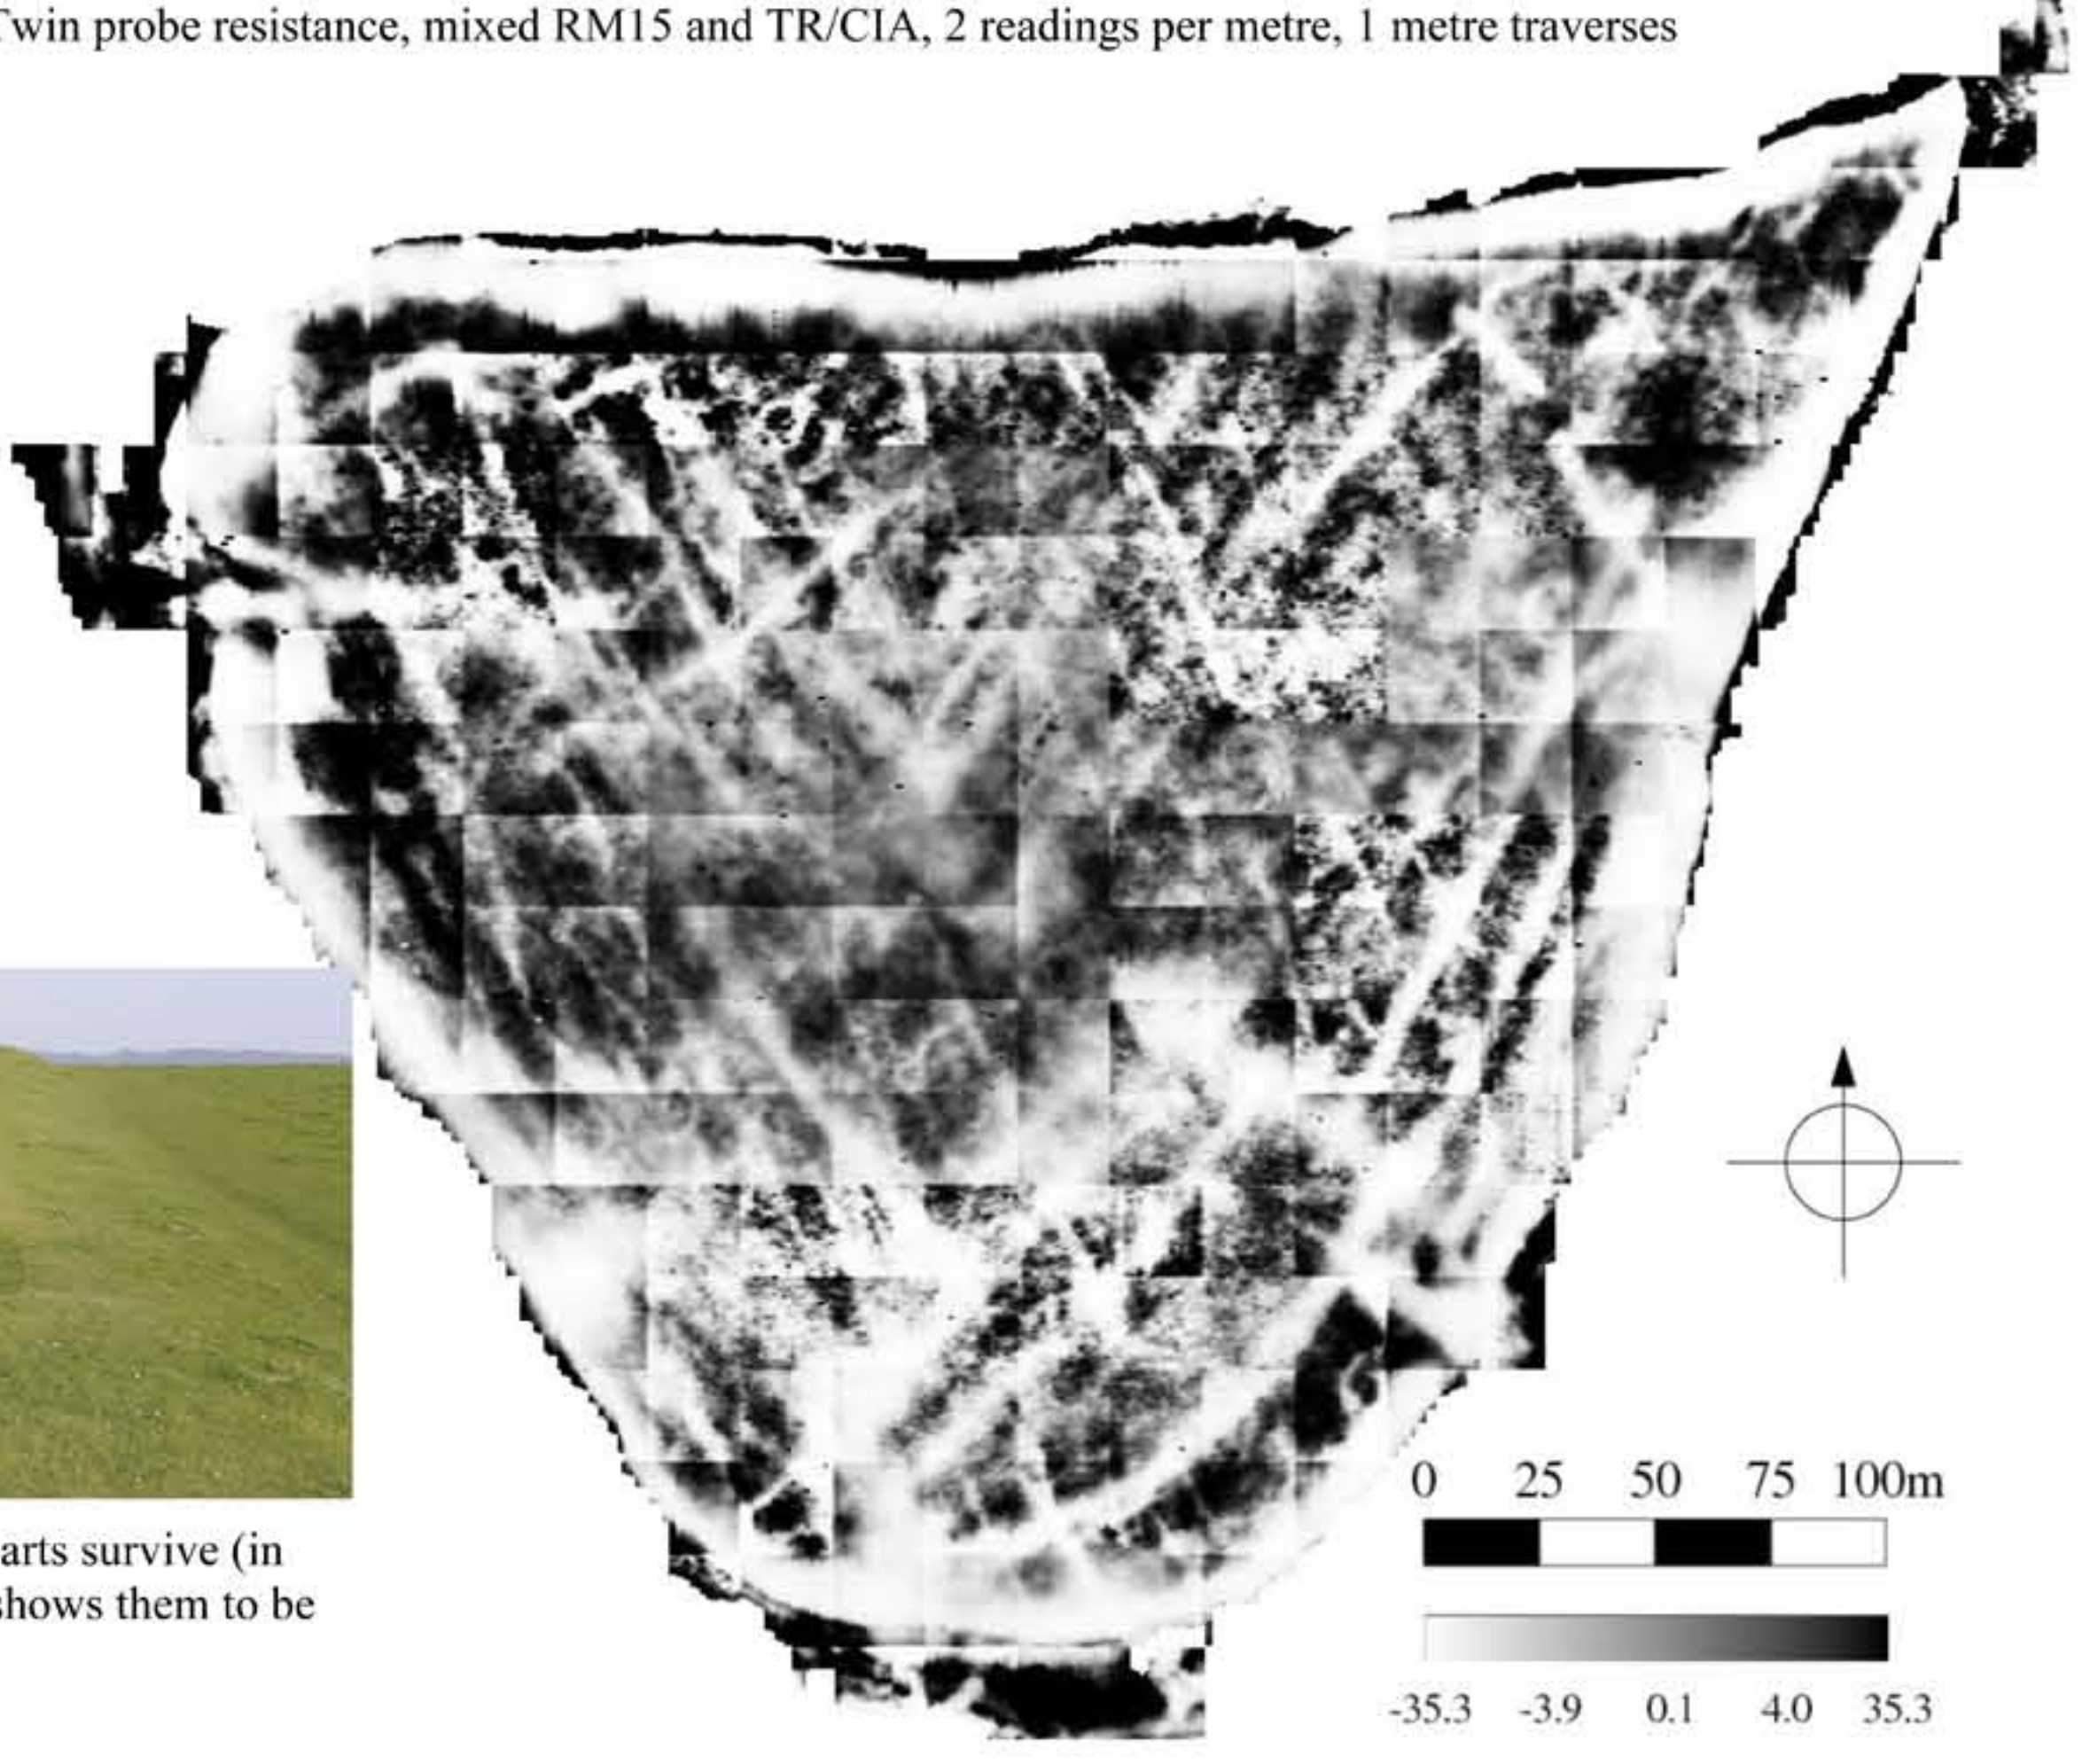 Twin probe resistance, mixed RM15 and TR/CIA, 2 readings per metre, 1 metre traverses
0 25 50 75 100m
-35.3 -3.9 0.1 4.0 35.3
arts survive (in
shows them to be